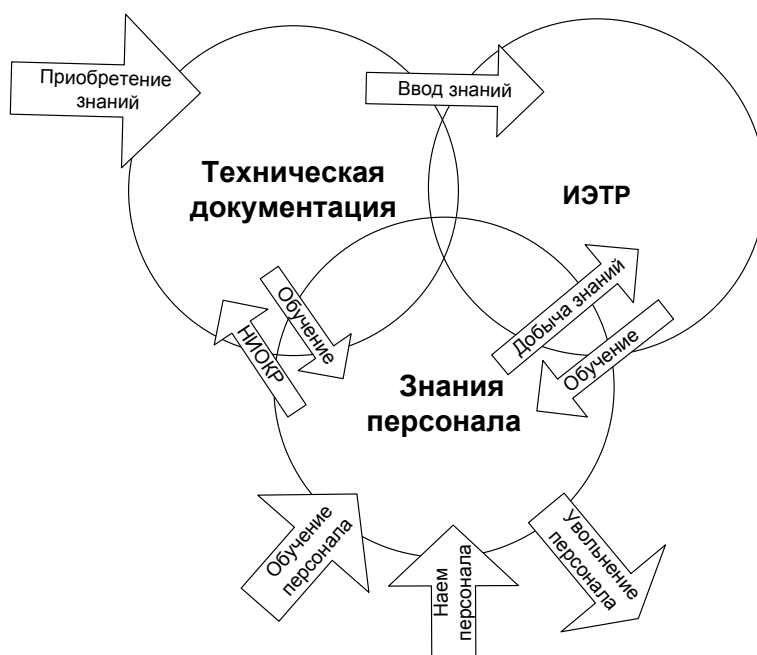 Приобретение
знаний
Ввод знаний
Техническая
документация
ИЭТР
Обучение
НИОКР
Добыча знаний
Обучение
Знания
персонала
Обучение
персонала
Наем
персонала
Увольнение
персонала